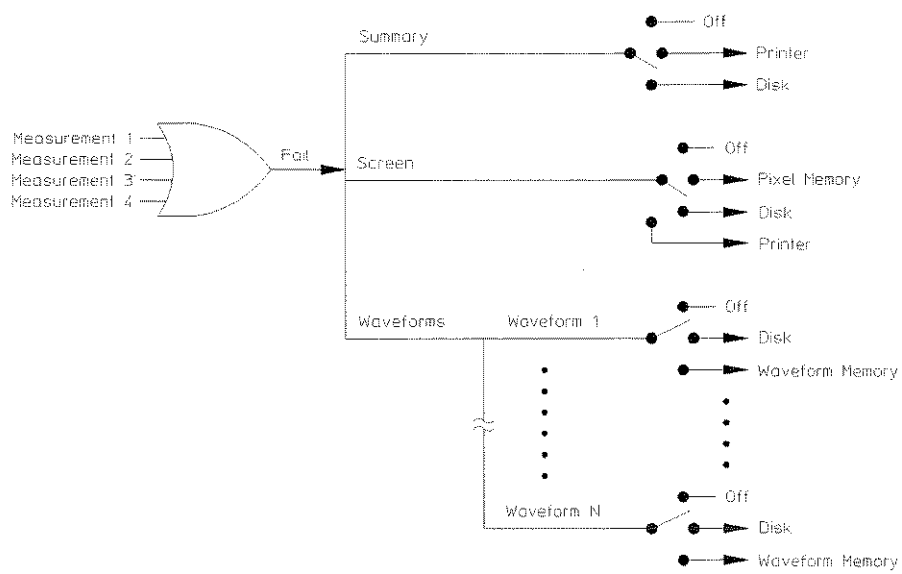 Off
Summary
Printer
Disk
Measurement 1
Measurement 2
Measurement 3
Measurement 4
Fail
Screen
Off
Pixel Memory
Disk
Printer
Waveforms
Waveform 1
Off
Disk
Waveform Memory
Waveform N
Off
Disk
Waveform Memory